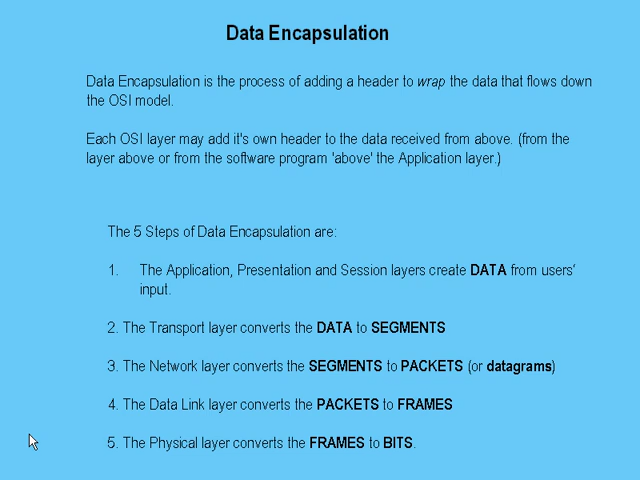 Data Encapsulation
Data Encapsulation is the process of adding a header to wrap the data that flows down
the OSI model.
Each OSI layer may add it's own header to the data received from above. (from the
layer above or from the software program 'above' the Application layer.)
The 5 Steps of Data Encapsulation are:
1. The Application, Presentation and Session layers create DATA from users'
input.
2. The Transport layer converts the DATA to SEGMENTS
3. The Network layer converts the SEGMENTS to PACKETS (or datagrams)
4. The Data Link layer converts the PACKETS to FRAMES
5. The Physical layer converts the FRAMES to BITS.